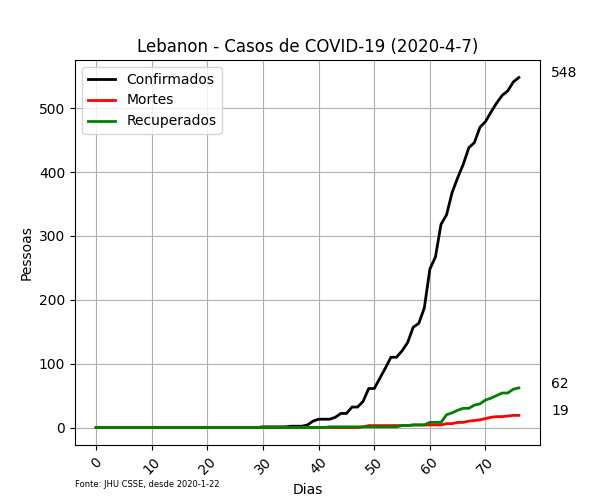 Lebanon - Casos de COVID-19 (2020-4-7)
Confirmados
Mortes
Recuperados
548
62
19
Pessoas
500
400
300
200
100
0
0 10 20 30 40 50 60 70
Fonte: JHU CSSE, desde 2020-1-22
Dias